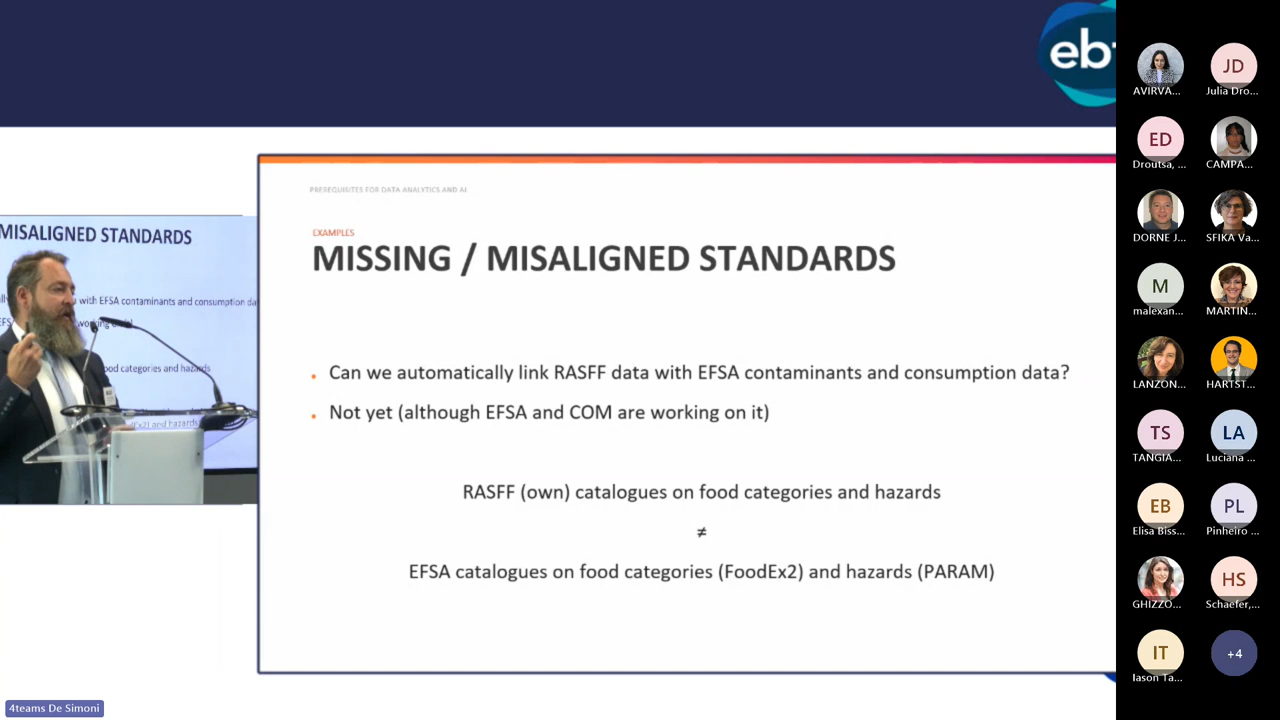 eb
PREREQUISITES FOR DATA ANALYTICS AND AI
EXAMPLES
MISSING / MISALIGNED STANDARDS
• Can we automatically link RASFF data with EFSA contaminants and consumption data?
• Not yet (although EFSA and COM are working on it)
RASFF (own) catalogues on food categories and hazards
≠
EFSA catalogues on food categories (FoodEx2) and hazards (PARAM)
MISALIGNED STANDARDS
with EFSA contaminants and consumption da
working
ood categories and hazards
Ex2) and hazards
4teams De Simoni
AVIRVA...
JD
Julia Dro...
ED
Droutsa, ...
CAMPA...
DORNE J...
SFIKA Va...
M
malexan...
MARTIN...
LANZON...
HARTST...
TS
TANGIA...
LA
Luciana ...
EB
Elisa Biss...
PL
Pinheiro ...
GHIZZO...
HS
Schaefer,...
IT
Iason Ta...
+4